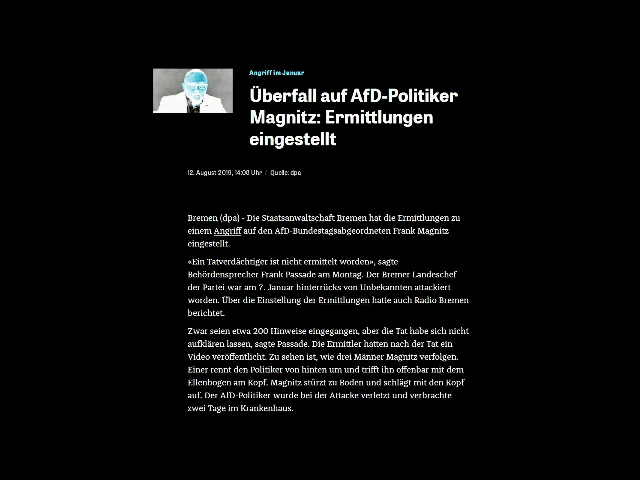 Angriff im Januar
Überfall auf AfD-Politiker
Magnitz: Ermittlungen
eingestellt
12. August 2019, 14:08 Uhr / Quelle: dpa
Bremen (dpa) - Die Staatsanwaltschaft Bremen hat die Ermittlungen zu
einem Angriff auf den AfD-Bundestagsabgeordneten Frank Magnitz
eingestellt.
«Ein Tatverdächtiger ist nicht ermittelt worden», sagte
Behördensprecher Frank Passade am Montag. Der Bremer Landeschef
der Partei war am 7. Januar hinterrücks von Unbekannten attackiert
worden. Über die Einstellung der Ermittlungen hatte auch Radio Bremen
berichtet.
Zwar seien etwa 200 Hinweise eingegangen, aber die Tat habe sich nicht
aufklären lassen, sagte Passade. Die Ermittler hatten nach der Tat ein
Video veröffentlicht. Zu sehen ist, wie drei Männer Magnitz verfolgen.
Einer rennt den Politiker von hinten um und trifft ihn offenbar mit dem
Ellenbogen am Kopf. Magnitz stürzt zu Boden und schlägt mit den Kopf
auf. Der AfD-Politiker wurde bei der Attacke verletzt und verbrachte
zwei Tage im Krankenhaus.